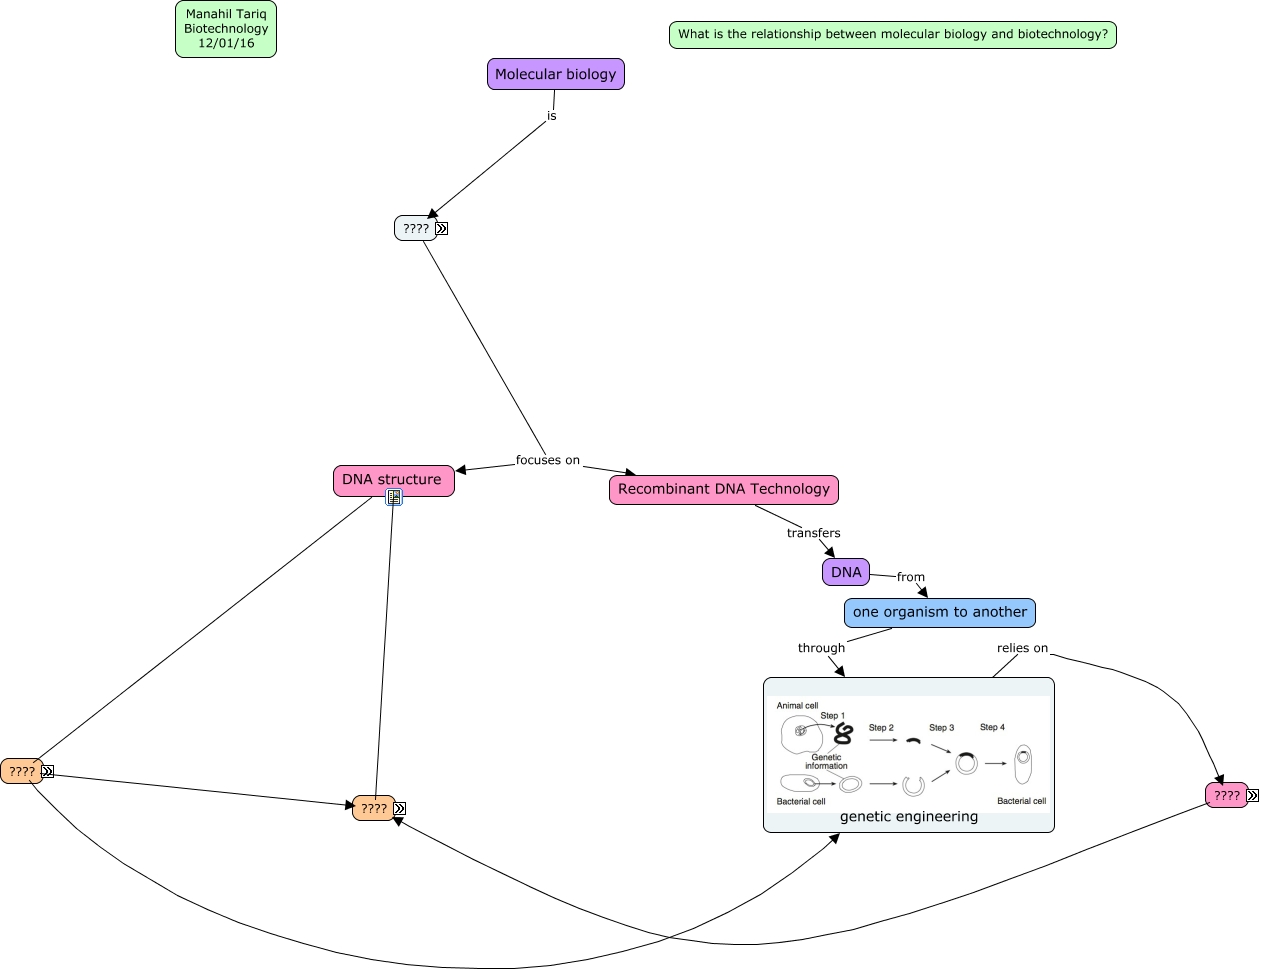 Manahil Tariq
Biotechnology
12/01/16
What is the relationship between molecular biology and biotechnology?
Molecular biology
is
????
focuses on
DNA structure
Recombinant DNA Technology
transfers
DNA
from
one organism to another
through
relies on
Animal cell
Step 1
Step 2
Step 3
Step 4
Genetic
information
Bacterial cell
Bacterial cell
genetic engineering
????
????
????